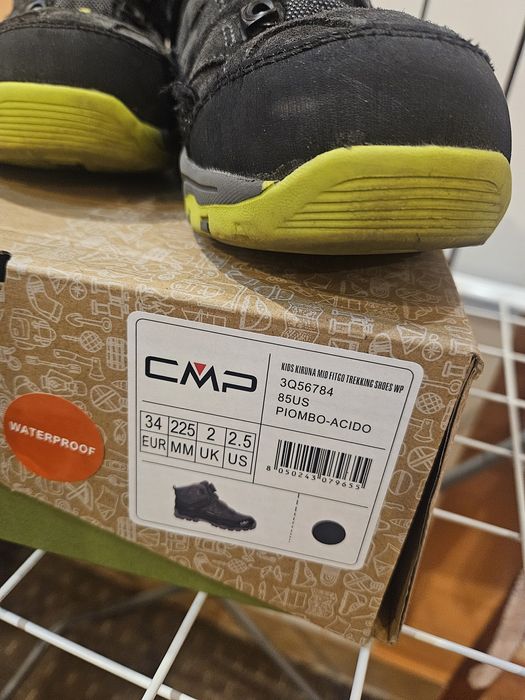 CMP
KIDS KIRUNA MID FITGO TREKKING SHOES WP
3Q56784
85US
PIOMBO-ACIDO
34 225 2 2.5
EUR MM UK US
8 050243 079655
WATERPROOF